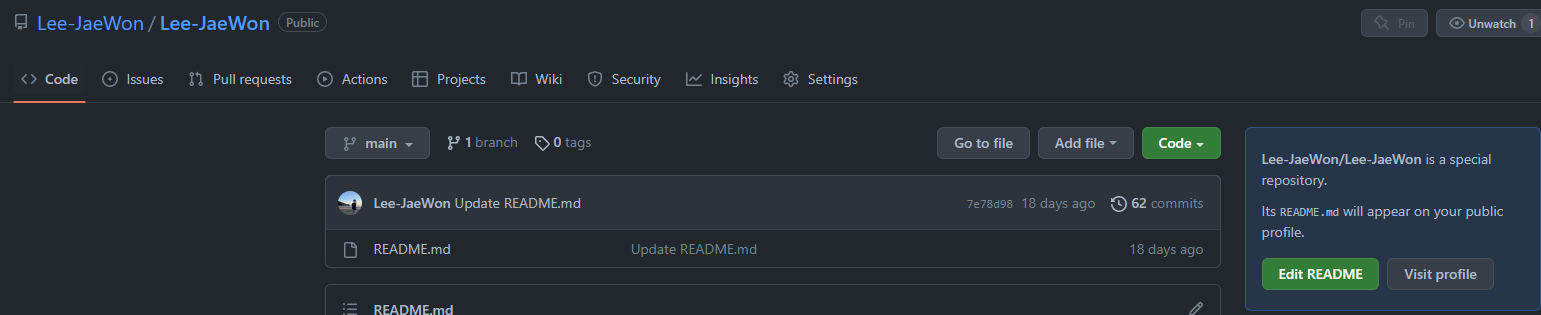 Lee-JaeWon / Lee-JaeWon Public
Pin
Unwatch 1
Code Issues Pull requests Actions Projects Wiki Security Insights Settings
main 1 branch 0 tags
Go to file Add file Code
Lee-JaeWon Update README.md 7e78d98 18 days ago 62 commits
README.md Update README.md 18 days ago
README.md
Lee-JaeWon/Lee-JaeWon is a special
repository.
Its README.md will appear on your public
profile.
Edit README Visit profile